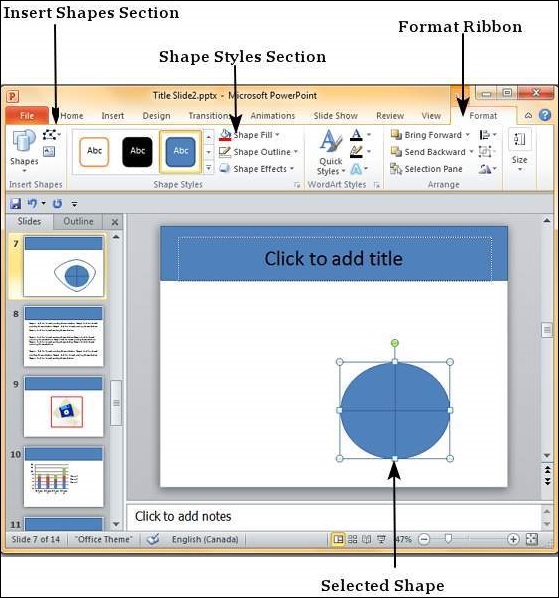 Insert Shapes Section
Format Ribbon
Shape Styles Section
Title Slide2.pptx - Microsoft PowerPoint
File Home Insert Design Transitions Animations Slide Show Review View Format
Abc Abc Abc
Shape Fill
Shape Outline
Shape Effects
Shapes
Quick
Styles
Bring Forward
Send Backward
Selection Pane
Size
Insert Shapes Shape Styles WordArt Styles Arrange
Slides Outline
7
8
9
10
11
Click to add title
Click to add notes
Slide 7 of 14 "Office Theme" English (Canada) 47%
Selected Shape